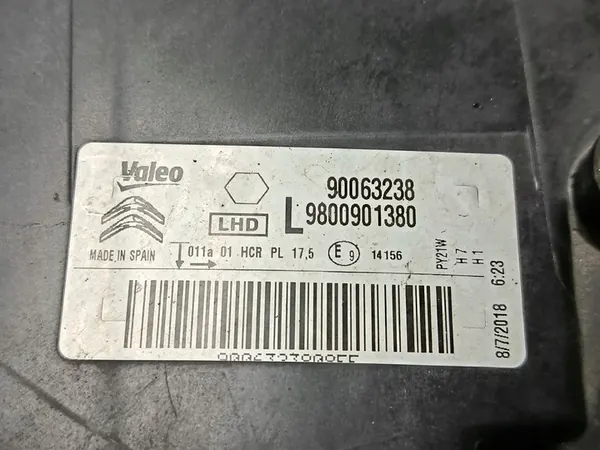 Valeo
90063238
LHD
L 9800901380
MADE IN SPAIN
011a 01 HCR PL 17,5 E9 14156
PY21W
H7
H1
8/7/2018 6:23